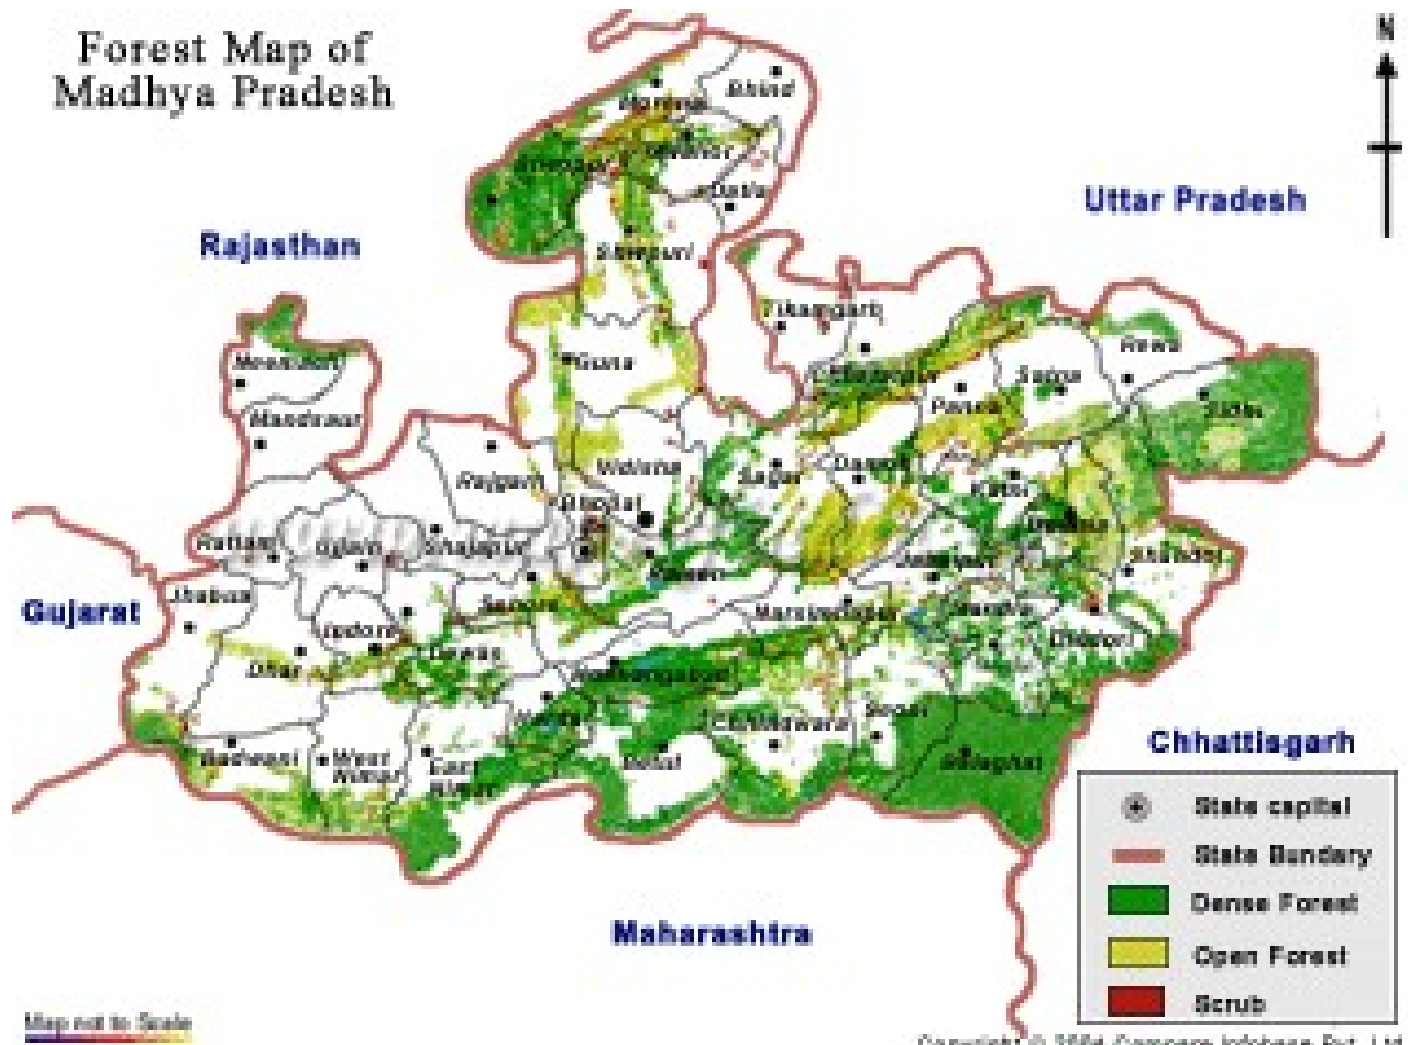 Forest Map of
Madhya Pradesh
N
Bhind
Morena
Datia
Uttar Pradesh
Rajasthan
Shivpuri
Tikamgarh
Guna
Rewa
Satna
Panna
Sidhi
Mandsaur
Vidisha
Sagar
Damoh
Rajgarh
Bhopal
Katni
Umaria
Ratlam
Ujjain
Shajapur
Raisen
Jabalpur
Shahdol
Jhabua
Sehore
Narsinghpur
Mandla
Dindori
Gujarat
Indore
Dewas
Dhar
Hoshangabad
Harda
Chhindwara
Seoni
Chhattisgarh
Badwani
West
Nimar
East
Nimar
Betul
Balaghat
State capital
State Bundary
Dense Forest
Open Forest
Scrub
Maharashtra
Map not to Scale